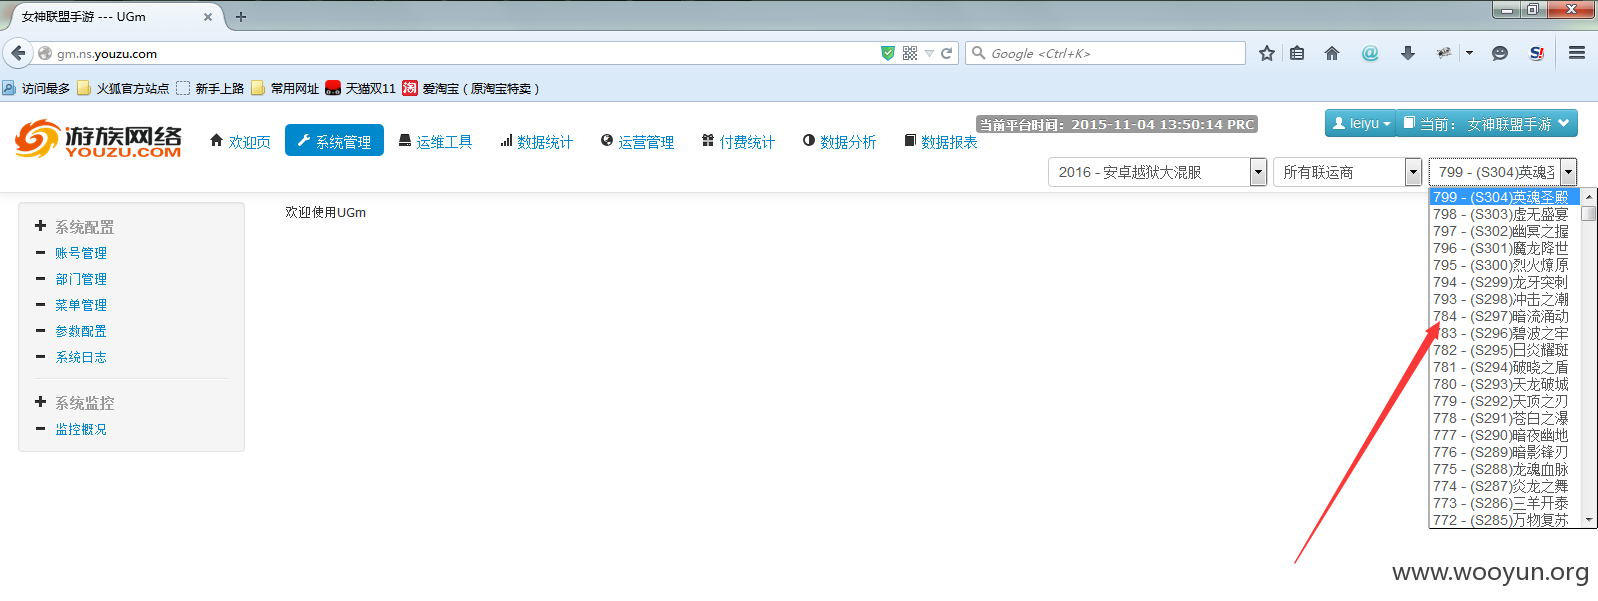 女神联盟手游 --- UGm
gm.ns.youzu.com
Google <Ctrl+K>
访问最多 火狐官方站点 新手上路 常用网址 天猫双11 爱淘宝（原淘宝特卖）
游族网络
YOUZU.COM
欢迎页 系统管理 运维工具 数据统计 运营管理 付费统计 数据分析 数据报表
当前平台时间：2015-11-04 13:50:14 PRC
leiyu 当前： 女神联盟手游
2016 - 安卓越狱大混服 所有联运商 799 - (S304)英魂圣
系统配置
账号管理
部门管理
菜单管理
参数配置
系统日志
系统监控
监控概况
欢迎使用UGm
799 - (S304)英魂圣殿
798 - (S303)虚无盛宴
797 - (S302)幽冥之握
796 - (S301)魔龙降世
795 - (S300)烈火燎原
794 - (S299)龙牙突刺
793 - (S298)冲击之潮
784 - (S297)暗流涌动
783 - (S296)碧波之牢
782 - (S295)日炎耀斑
781 - (S294)破晓之盾
780 - (S293)天龙破城
779 - (S292)天顶之刃
778 - (S291)苍白之瀑
777 - (S290)暗夜幽地
776 - (S289)暗影锋刃
775 - (S288)龙魂血脉
774 - (S287)炎龙之舞
773 - (S286)三羊开泰
772 - (S285)万物复苏
www.wooyun.org